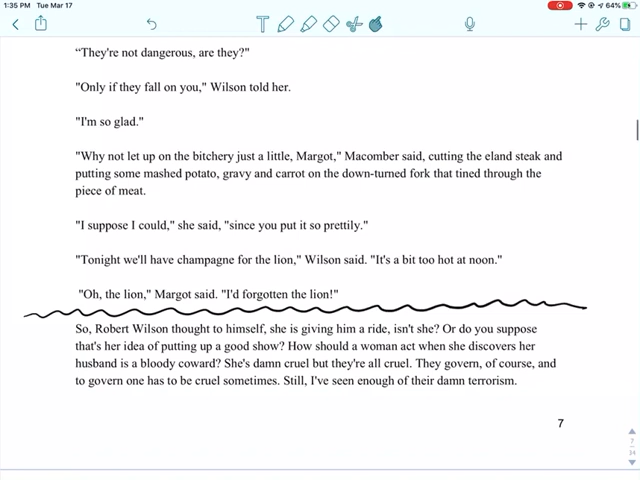 1:35 PM Tue Mar 17
64%
“They're not dangerous, are they?"
"Only if they fall on you," Wilson told her.
"I'm so glad."
"Why not let up on the bitchery just a little, Margot," Macomber said, cutting the eland steak and
putting some mashed potato, gravy and carrot on the down-turned fork that tined through the
piece of meat.
"I suppose I could," she said, "since you put it so prettily."
"Tonight we'll have champagne for the lion," Wilson said. "It's a bit too hot at noon."
"Oh, the lion," Margot said. "I'd forgotten the lion!"
So, Robert Wilson thought to himself, she is giving him a ride, isn't she? Or do you suppose
that's her idea of putting up a good show? How should a woman act when she discovers her
husband is a bloody coward? She's damn cruel but they're all cruel. They govern, of course, and
to govern one has to be cruel sometimes. Still, I've seen enough of their damn terrorism.
7
7
34